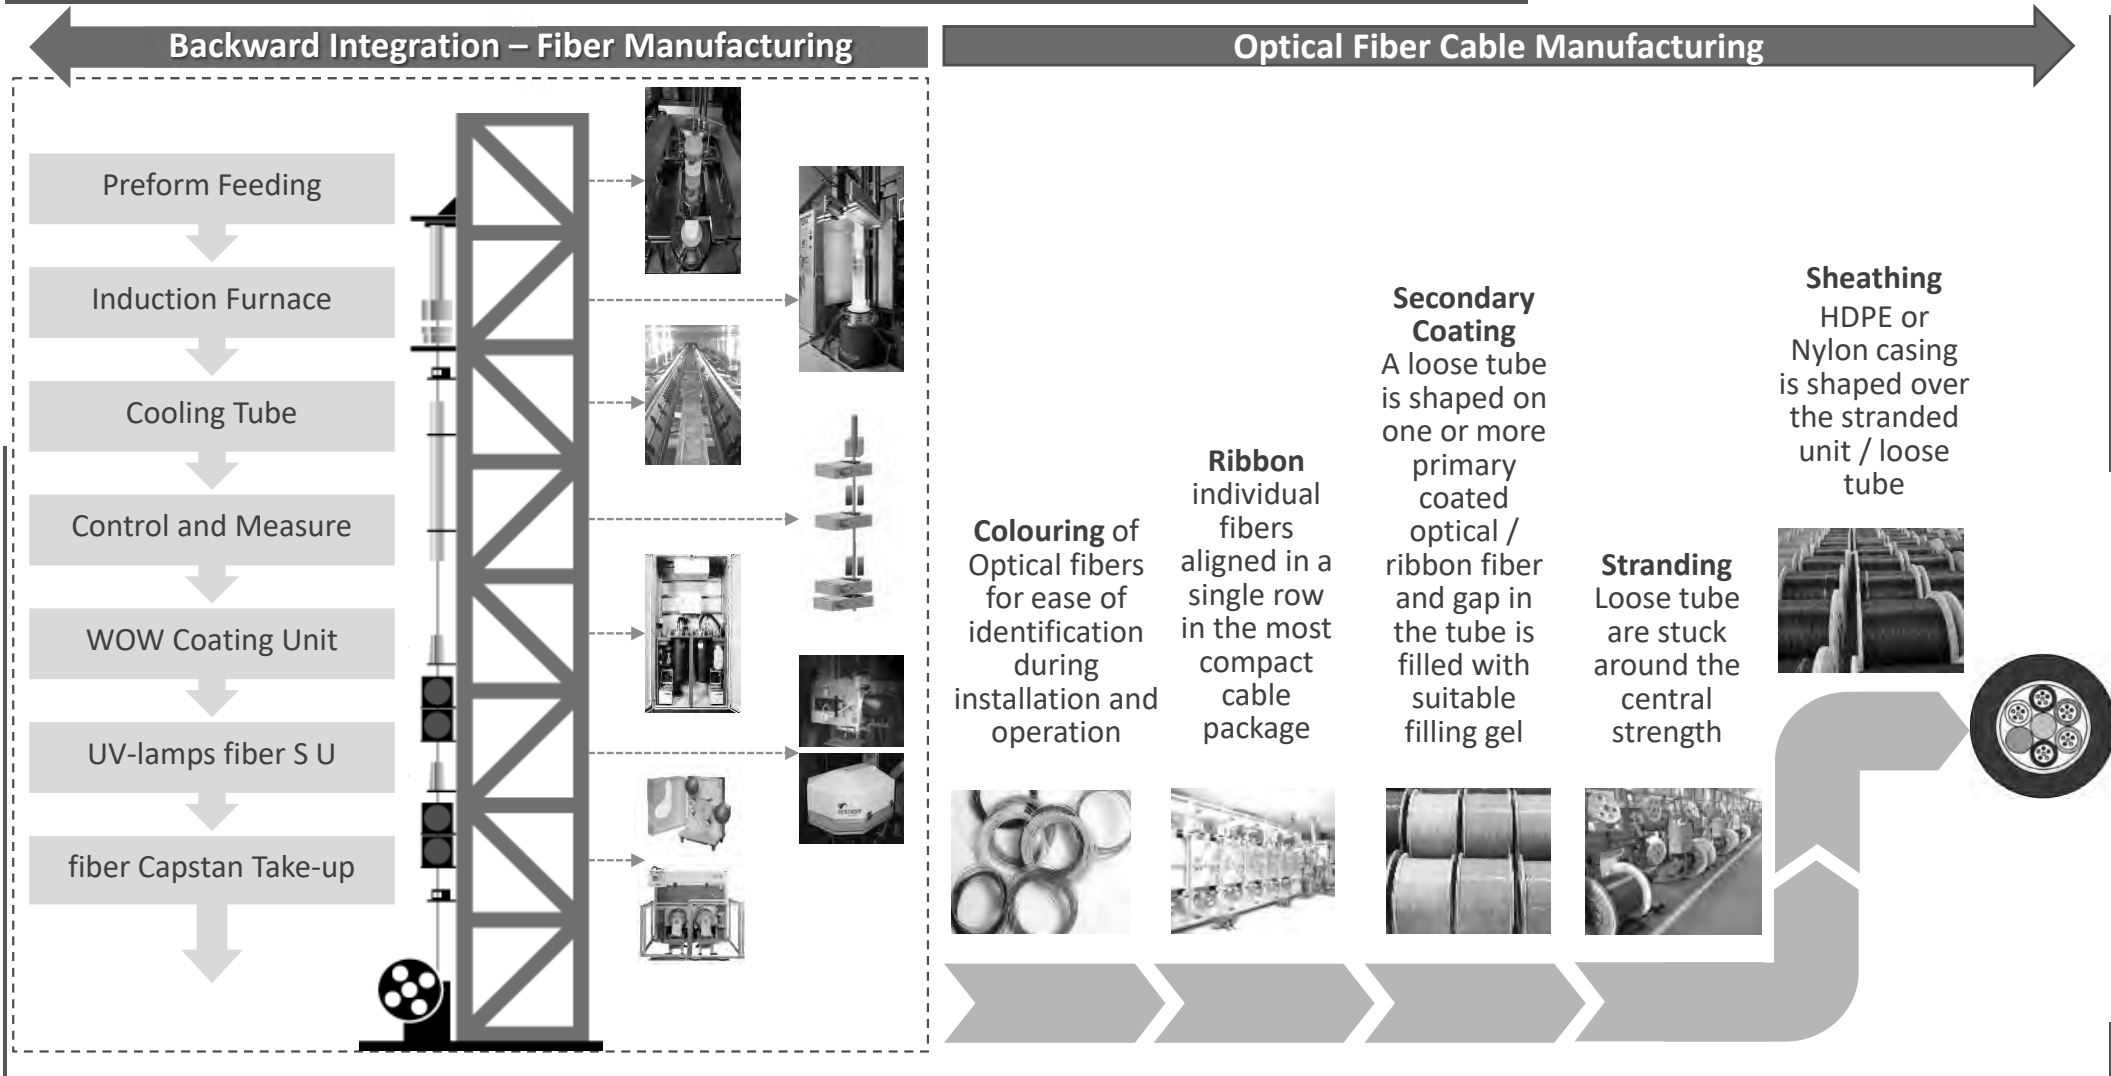 Backward Integration – Fiber Manufacturing
Optical Fiber Cable Manufacturing
Preform Feeding
Induction Furnace
Cooling Tube
Control and Measure
WOW Coating Unit
UV-lamps fiber S U
fiber Capstan Take-up
Colouring of
Optical fibers
for ease of
identification
during
installation and
operation
Ribbon
individual
fibers
aligned in a
single row
in the most
compact
cable
package
Secondary
Coating
A loose tube
is shaped on
one or more
primary
coated
optical /
ribbon fiber
and gap in
the tube is
filled with
suitable
filling gel
Stranding
Loose tube
are stuck
around the
central
strength
Sheathing
HDPE or
Nylon casing
is shaped over
the stranded
unit / loose
tube